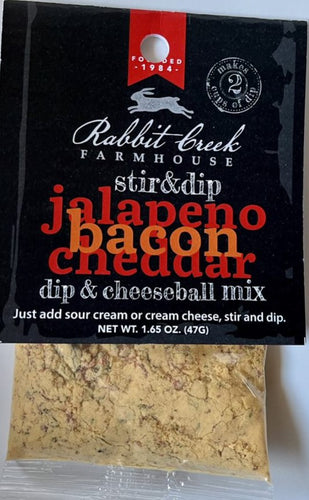 FOUNDED
- 1984 -
makes
2
cups of dip
Rabbit Creek
FARMHOUSE
stir&dip
jalapeno
bacon
cheddar
dip & cheeseball mix
Just add sour cream or cream cheese, stir and dip.
NET WT. 1.65 OZ. (47G)